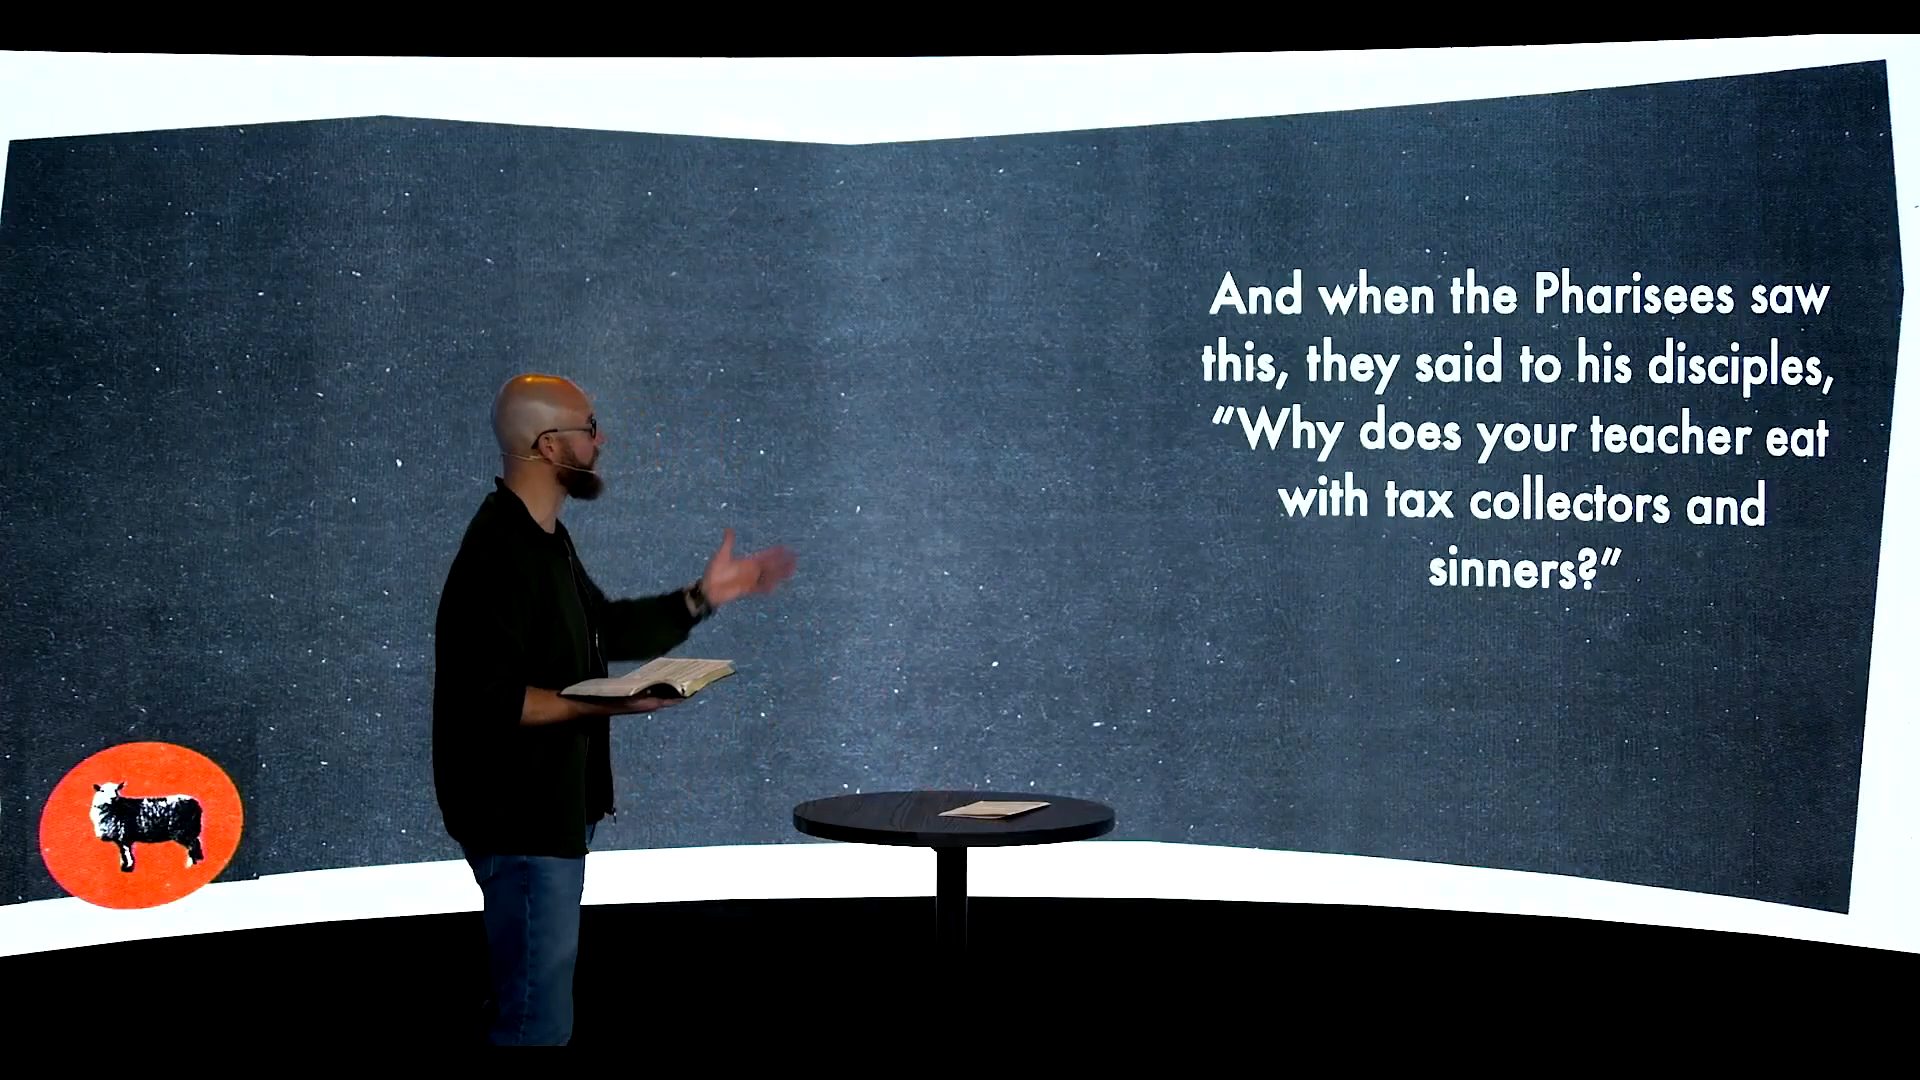 And when the Pharisees saw
this, they said to his disciples,
“Why does your teacher eat
with tax collectors and
sinners?”